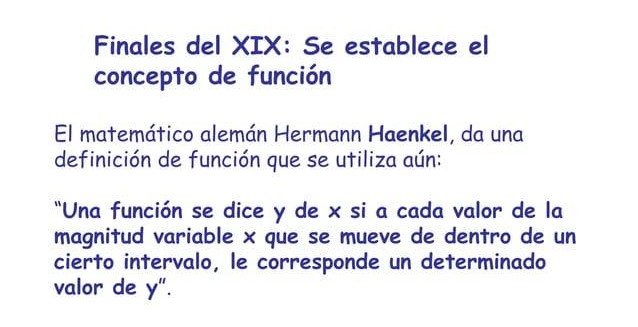 Finales del XIX: Se establece el
concepto de función
El matemático alemán Hermann Haenkel, da una
definición de función que se utiliza aún:
“Una función se dice y de x si a cada valor de la
magnitud variable x que se mueve de dentro de un
cierto intervalo, le corresponde un determinado
valor de y”.